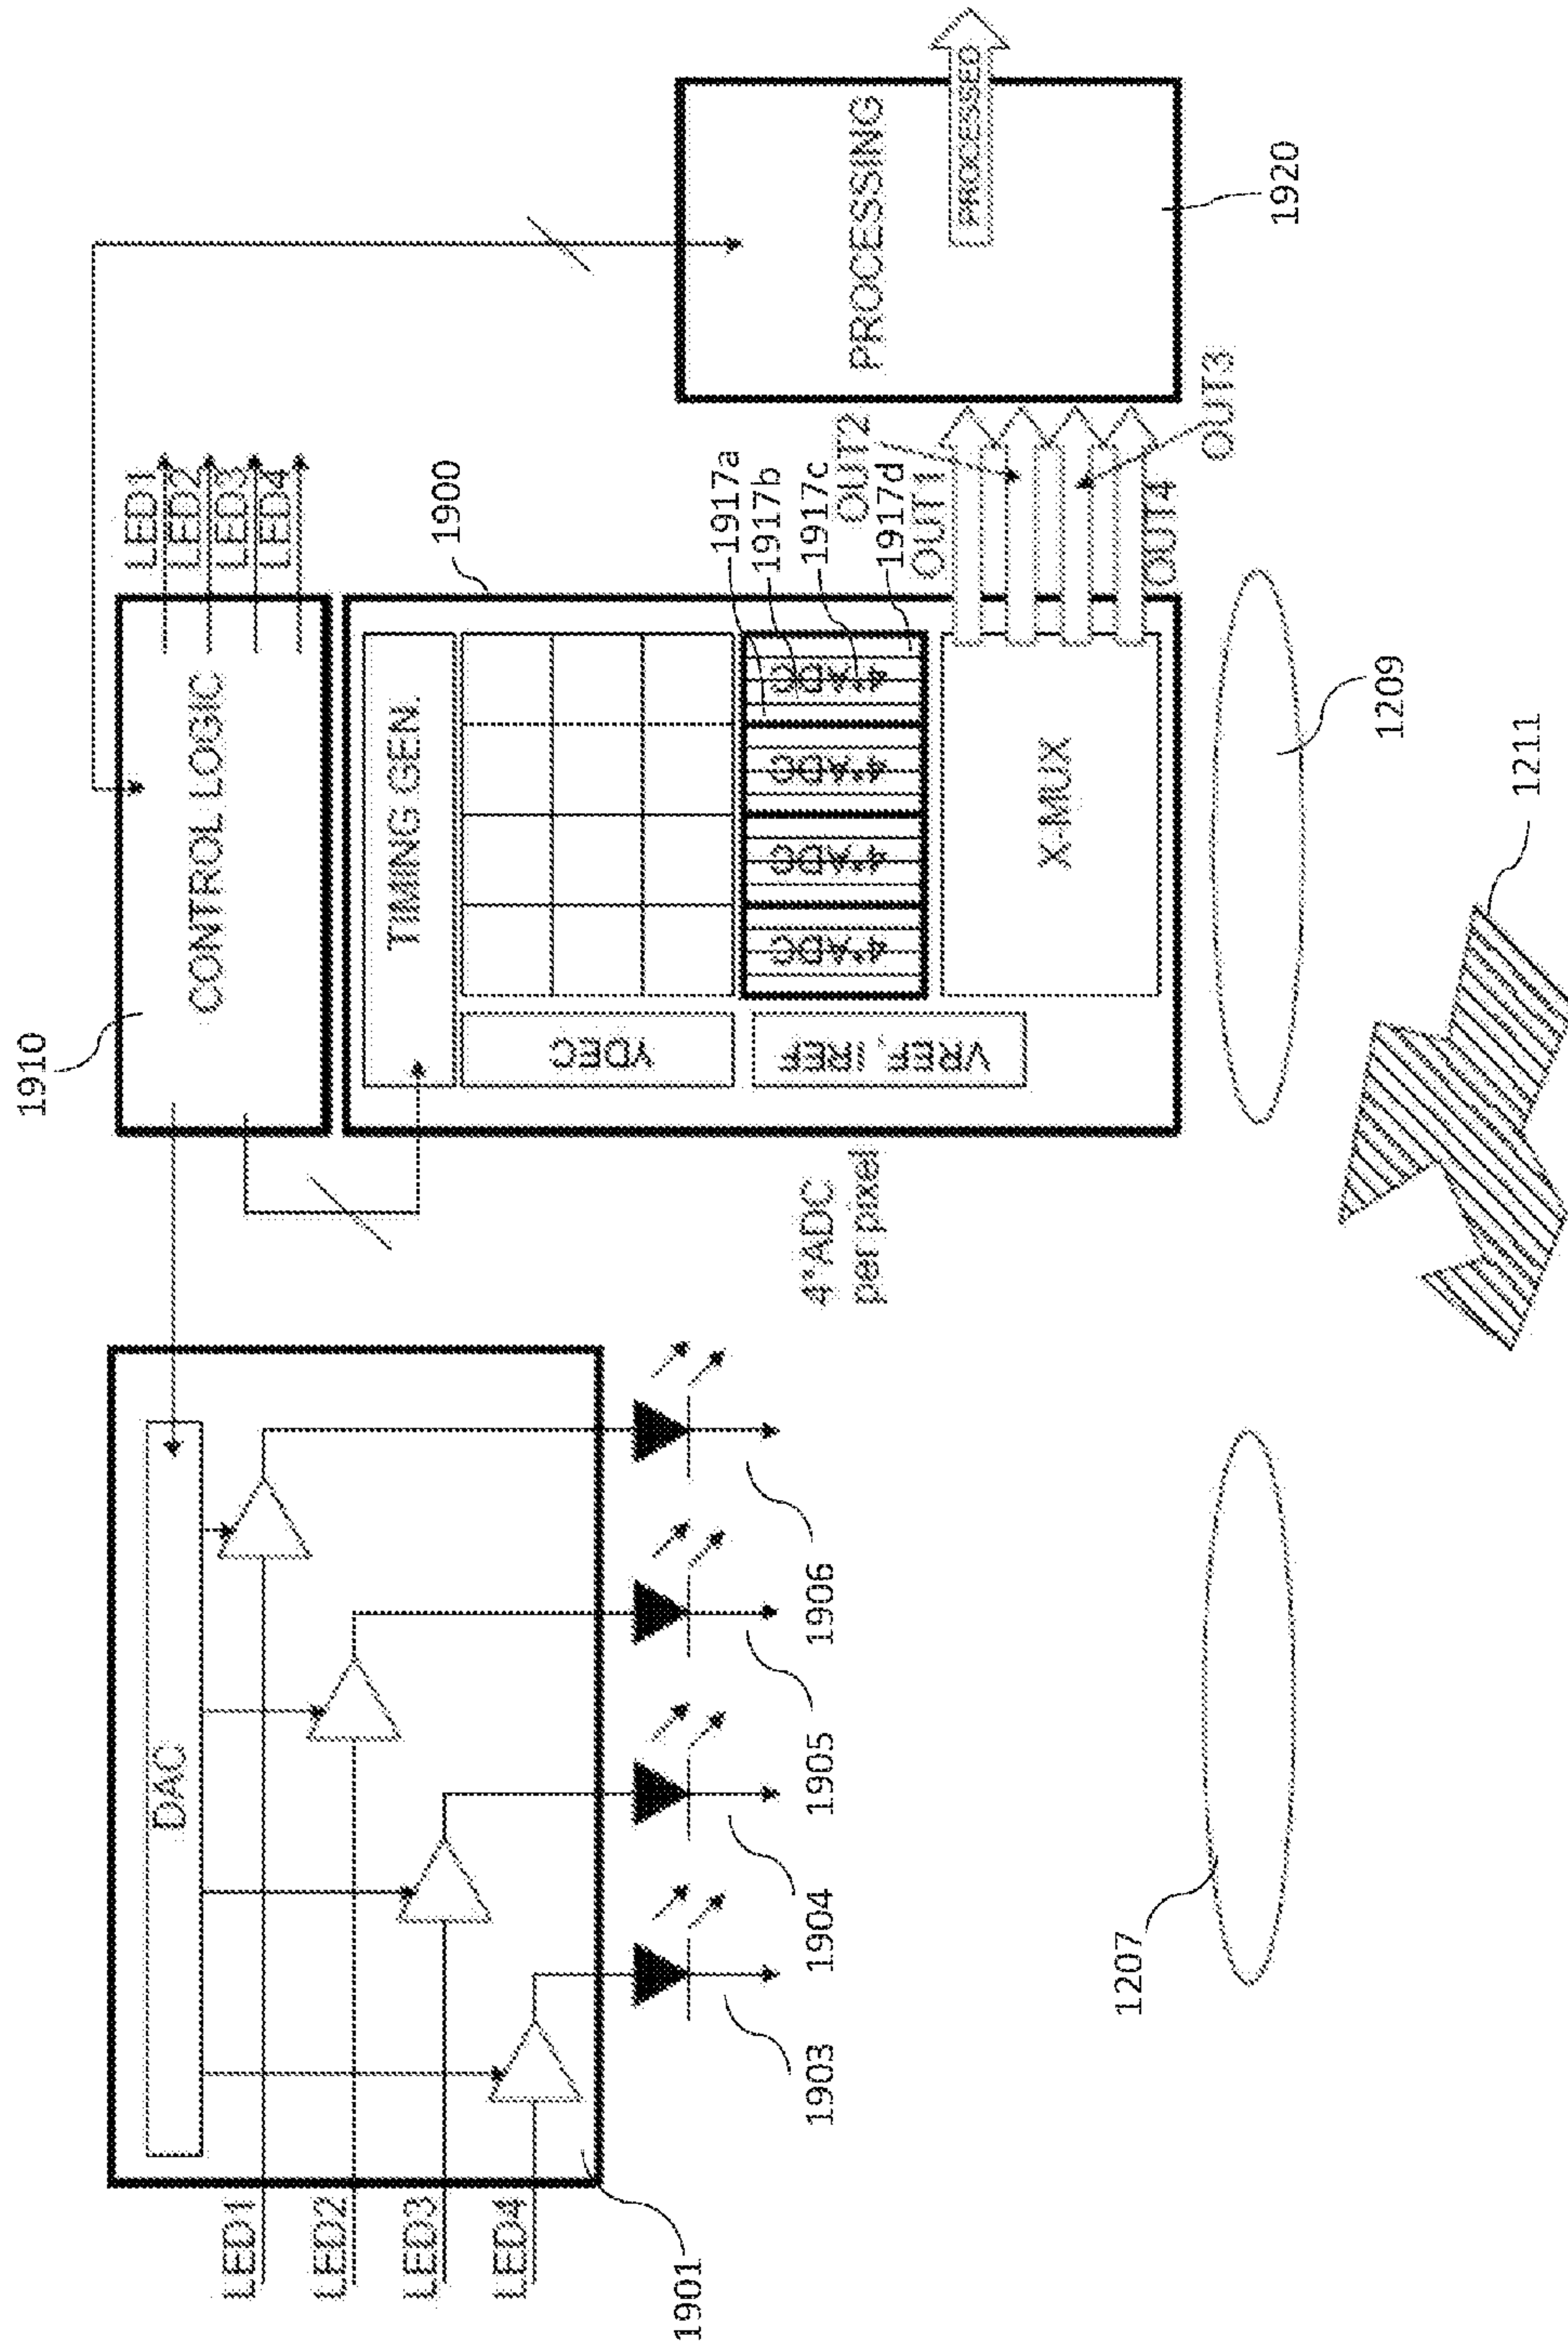 1910
CONTROL LOGIC
LED1
LED2
LED3
LED4
1900
TIMING GEN.
YDEC
VREF, IREF
4*ADC
4*ADC
4*ADC
4*ADC
1917a
1917b
1917c
1917d
X-MUX
OUT2
OUT1
OUT3
OUT4
PROCESSING
PROCESSED
1920
4*ADC
per pixel
DAC
LED1
LED2
LED3
LED4
1901
1903
1904
1905
1906
1207
1209
1211